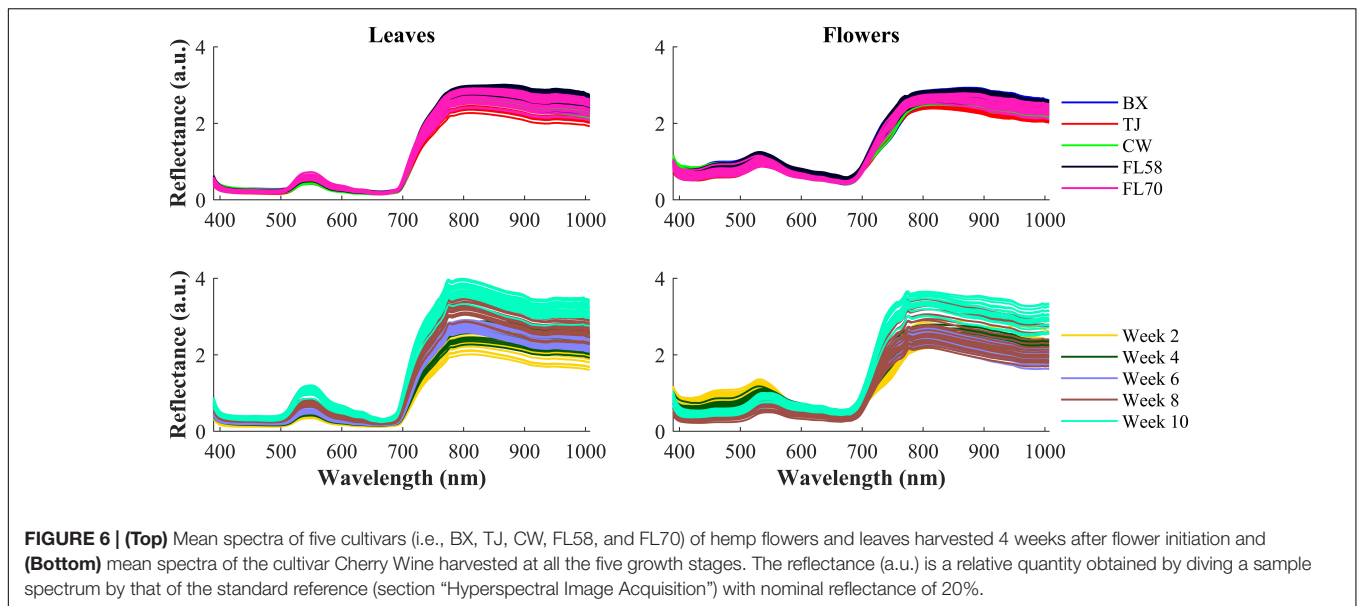 Leaves
Flowers
Reflectance (a.u.)
4
2
0
400 500 600 700 800 900 1000
4
2
0
400 500 600 700 800 900 1000
BX
TJ
CW
FL58
FL70
Reflectance (a.u.)
4
2
0
400 500 600 700 800 900 1000
Wavelength (nm)
4
2
0
400 500 600 700 800 900 1000
Wavelength (nm)
Week 2
Week 4
Week 6
Week 8
Week 10
FIGURE 6 | (Top) Mean spectra of five cultivars (i.e., BX, TJ, CW, FL58, and FL70) of hemp flowers and leaves harvested 4 weeks after flower initiation and
(Bottom) mean spectra of the cultivar Cherry Wine harvested at all the five growth stages. The reflectance (a.u.) is a relative quantity obtained by diving a sample
spectrum by that of the standard reference (section “Hyperspectral Image Acquisition”) with nominal reflectance of 20%.